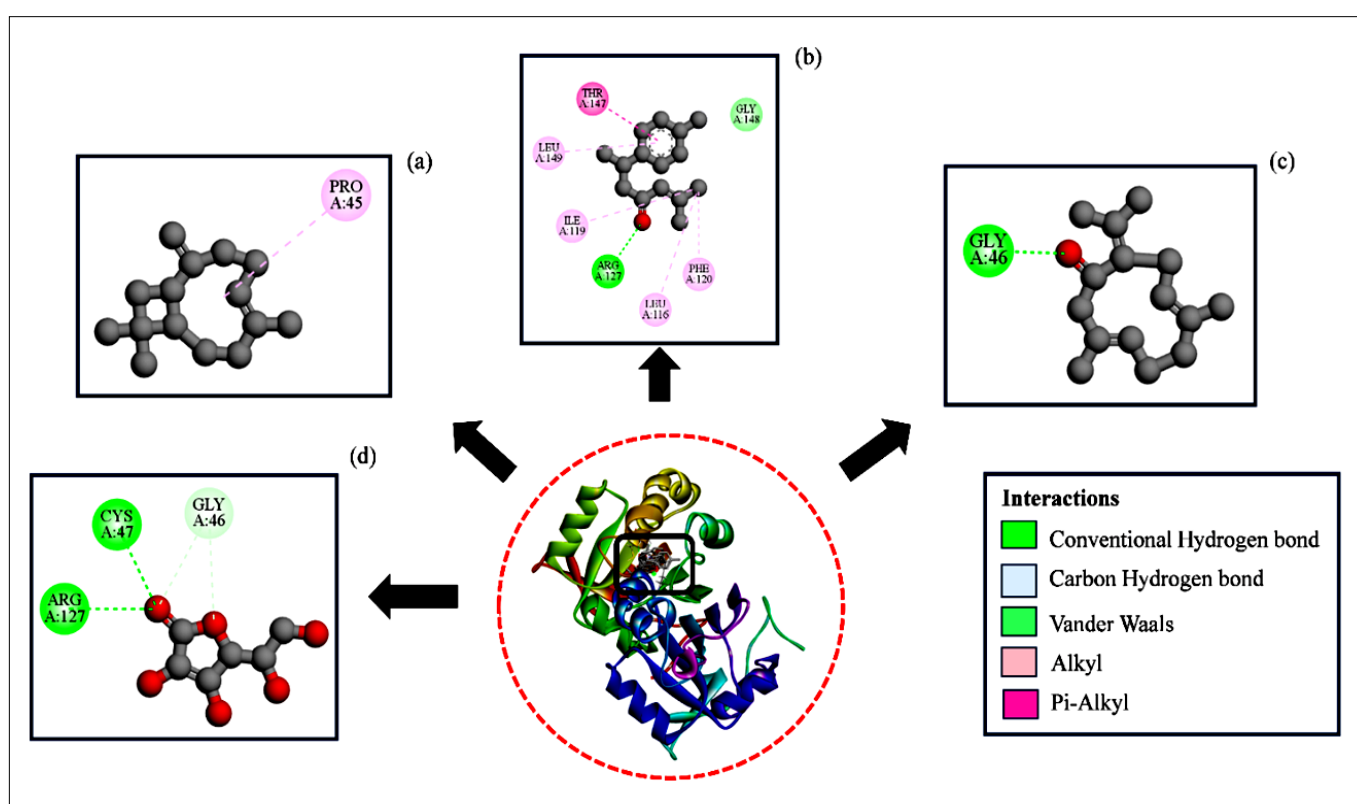 (a)
PRO
A:45
(b)
THR
A:147
GLY
A:148
LEU
A:149
ILE
A:119
ARG
A:127
PHE
A:120
LEU
A:116
(c)
GLY
A:46
(d)
CYS
A:47
GLY
A:46
ARG
A:127
Interactions
Conventional Hydrogen bond
Carbon Hydrogen bond
Vander Waals
Alkyl
Pi-Alkyl